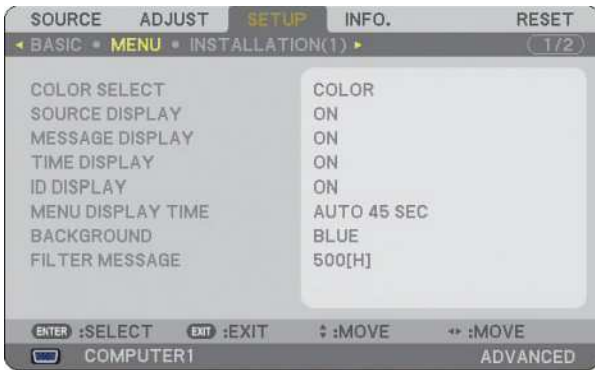 SOURCE ADJUST SETUP INFO. RESET
◂ BASIC • MENU • INSTALLATION(1) ▸ 1/2
COLOR SELECT COLOR
SOURCE DISPLAY ON
MESSAGE DISPLAY ON
TIME DISPLAY ON
ID DISPLAY ON
MENU DISPLAY TIME AUTO 45 SEC
BACKGROUND BLUE
FILTER MESSAGE 500[H]
ENTER :SELECT EXIT :EXIT :MOVE :MOVE
COMPUTER1 ADVANCED